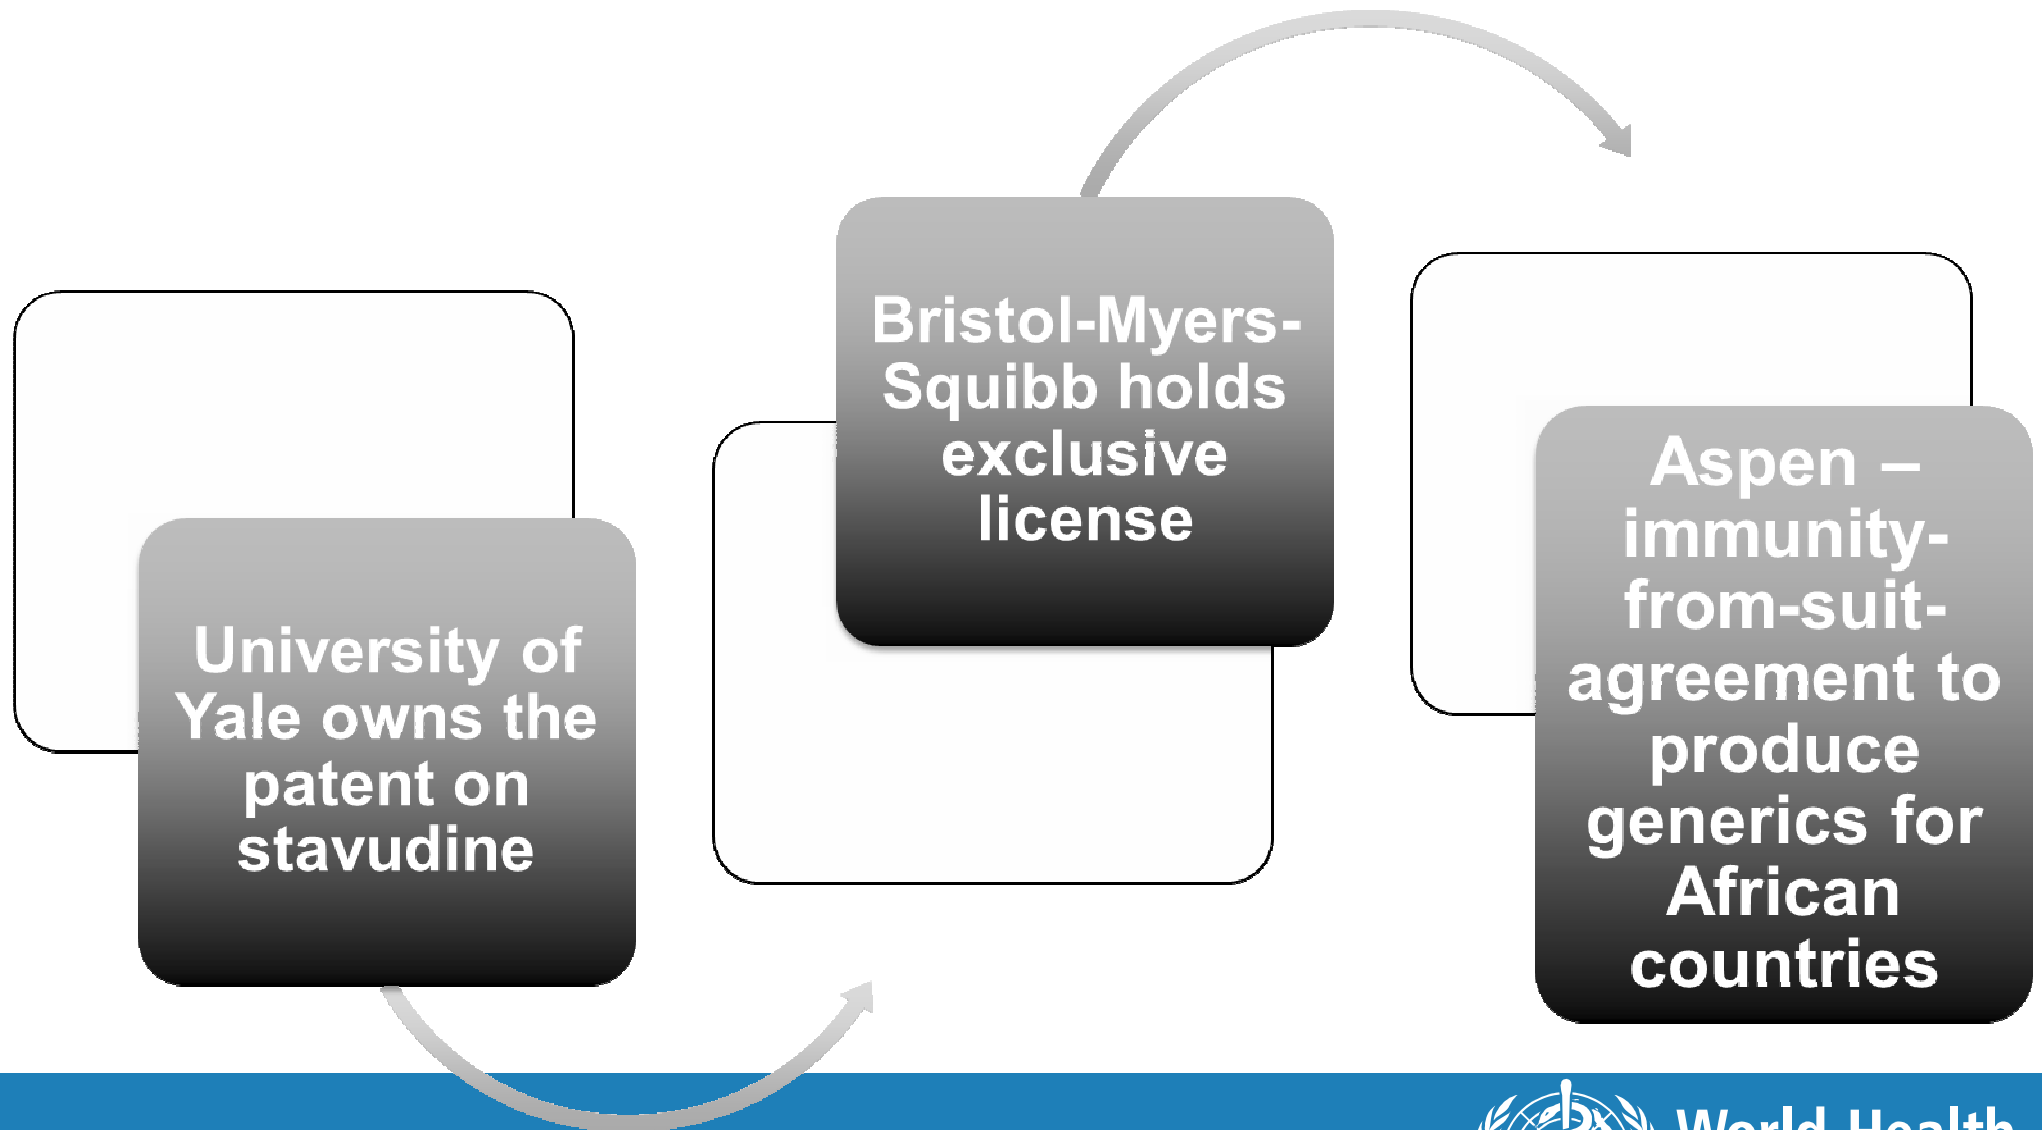 University of
Yale owns the
patent on
stavudine
Bristol-Myers-
Squibb holds
exclusive
license
Aspen –
immunity-
from-suit-
agreement to
produce
generics for
African
countries
World Health